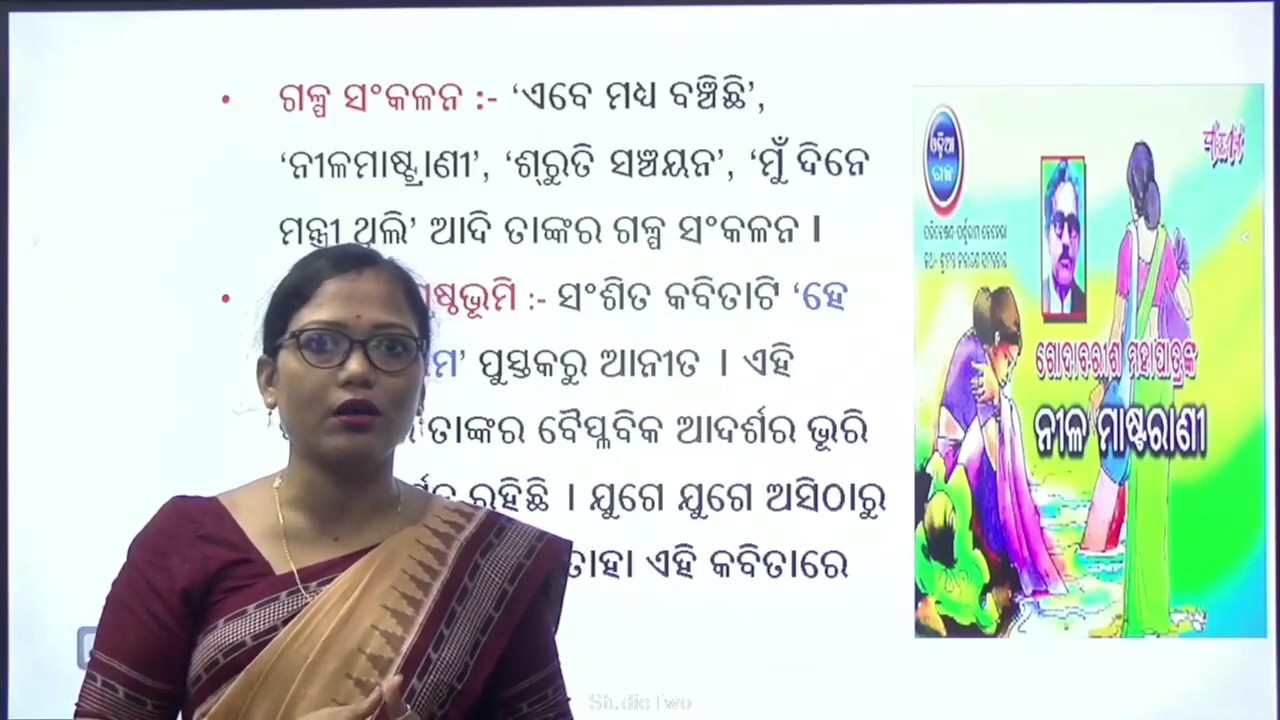 • ଗଳ୍ପ ସଂକଳନ :- ‘ଏବେ ମଧ୍ୟ ବଞ୍ଚିଛି’,
‘ନୀଳମାଷ୍ଟ୍ରାଣୀ’, ‘ଶ୍ରୁତି ସଞ୍ଚୟନ’, ‘ମୁଁ ଦିନେ
ମନ୍ତ୍ରୀ ଥିଲି’ ଆଦି ତାଙ୍କର ଗଳ୍ପ ସଂକଳନ ।
• :- ସଂଶିତ କବିତାଟି ‘ହେ
ପୁସ୍ତକରୁ ଆନୀତ । ଏହି
ତାଙ୍କର ବୈପ୍ଳବିକ ଆଦର୍ଶର ଭୂରି
ରହିଛି । ଯୁଗେ ଯୁଗେ ଅସିଠାରୁ
ତାହା ଏହି କବିତାରେ
ଓଡ଼ିଆ
ଗୋଦାବରୀଶ ମହାପାତ୍ରଙ୍କ
ନୀଳ ମାଷ୍ଟରାଣୀ